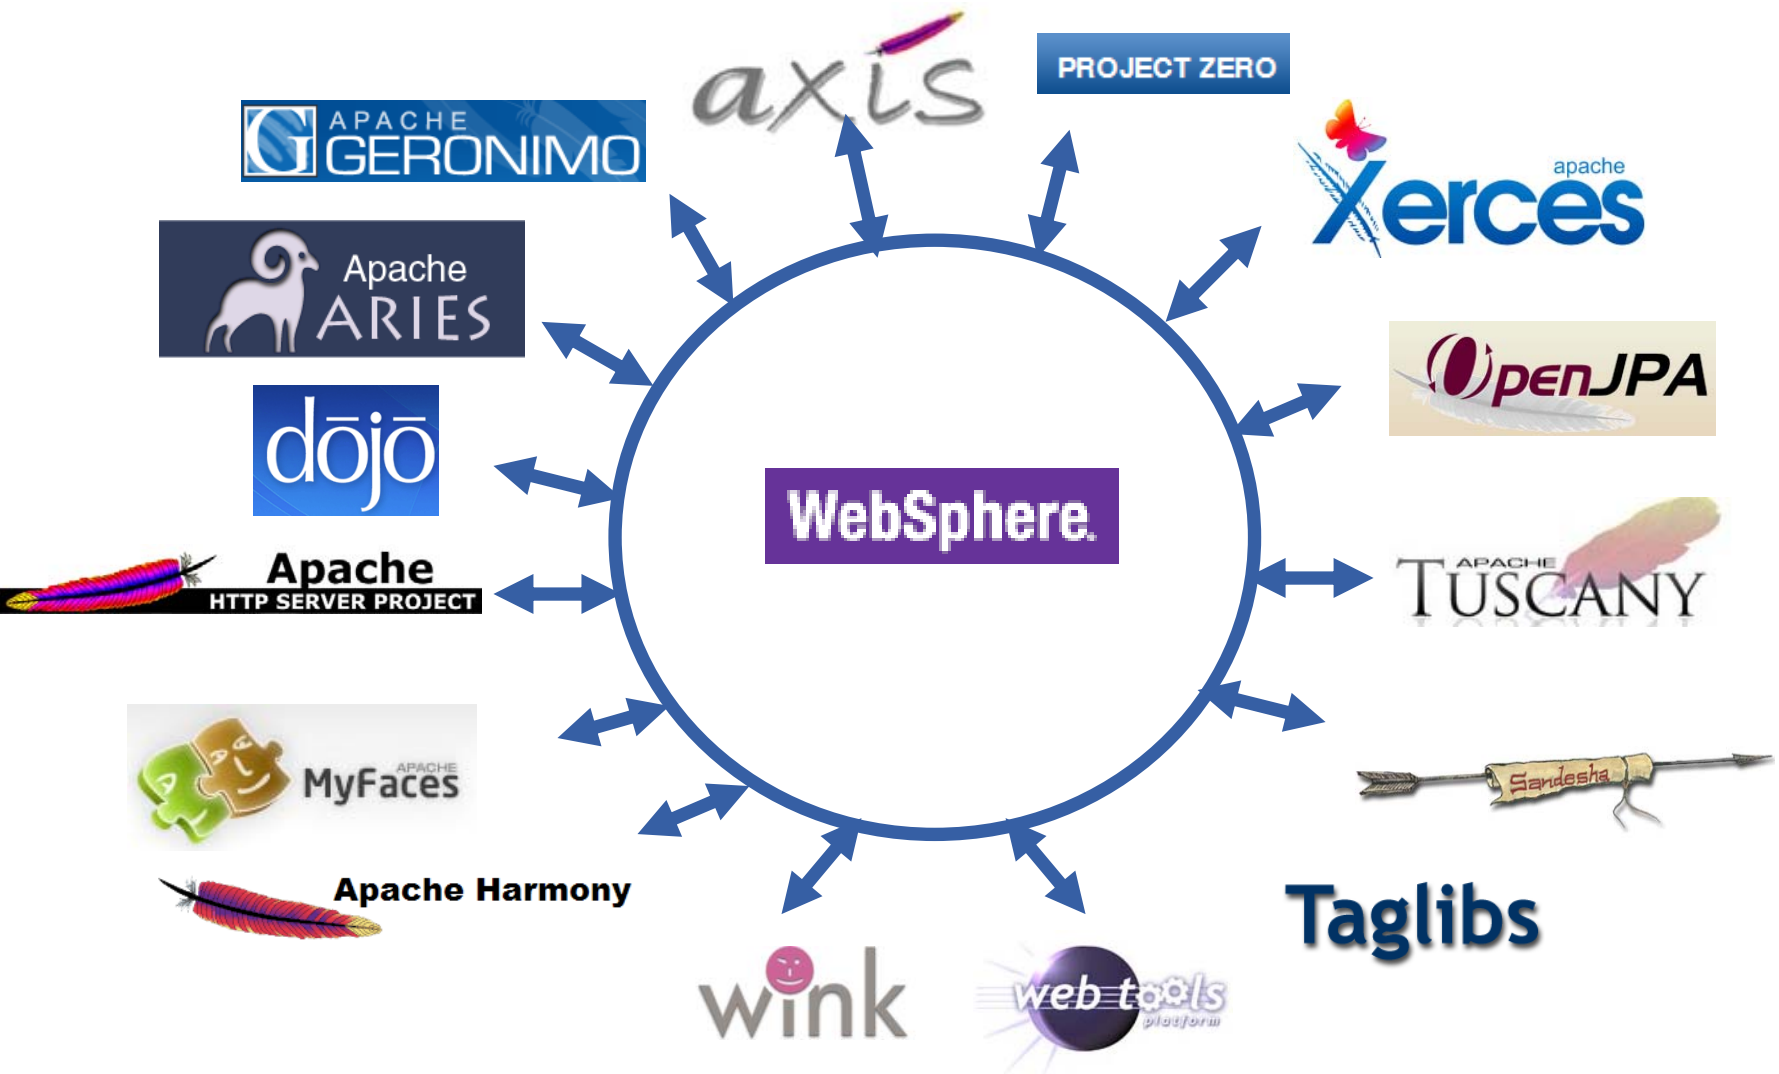 axis
PROJECT ZERO
APACHE
GERONIMO
apache
Xerces
Apache
ARIES
OpenJPA
dōjō
WebSphere.
Apache
HTTP SERVER PROJECT
APACHE
TUSCANY
APACHE
MyFaces
Sandesha
Apache Harmony
Taglibs
wink
web tools
platform